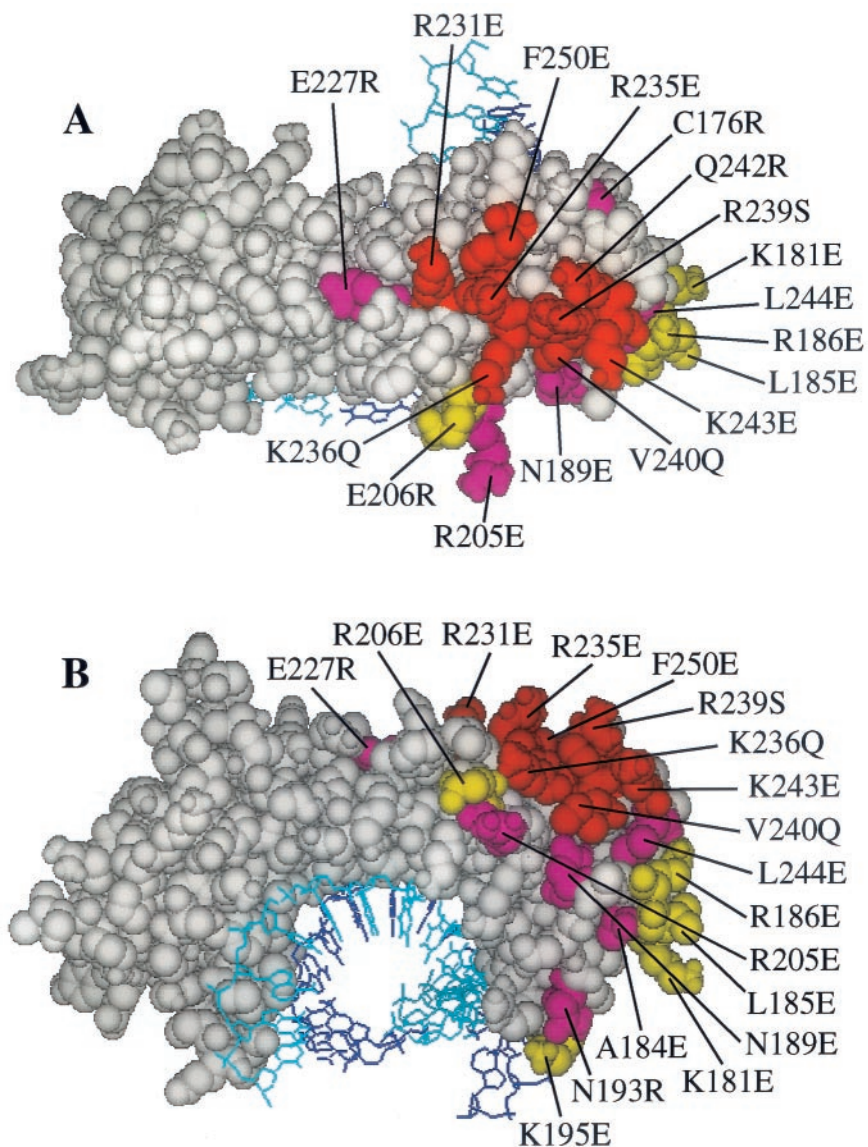 R231E
F250E
E227R
R235E
A
C176R
Q242R
R239S
K181E
L244E
R186E
L185E
K243E
K236Q
V240Q
N189E
E206R
R205E
R206E
R231E
R235E
E227R
B
F250E
R239S
K236Q
K243E
V240Q
L244E
R186E
R205E
L185E
N189E
A184E
K181E
N193R
K195E